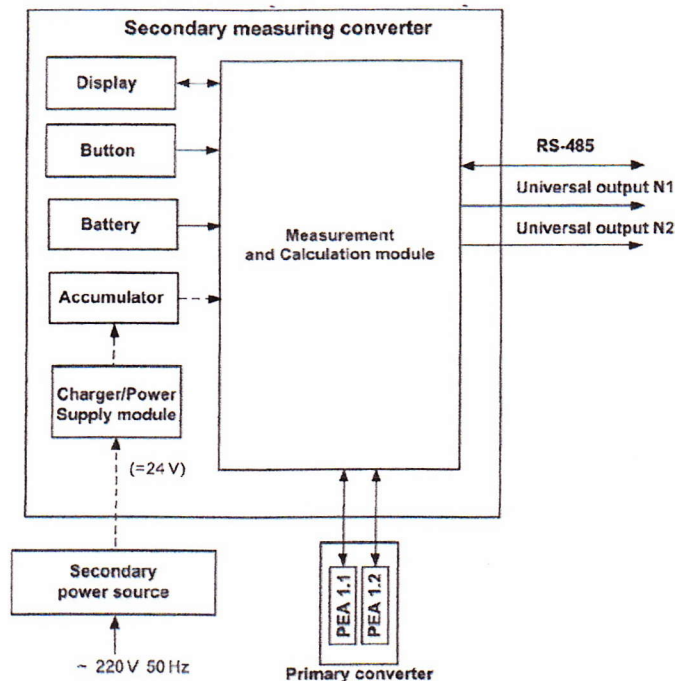 Secondary measuring converter
Display
Button
Battery
Accumulator
Charger/Power
Supply module
(=24 V)
Secondary
power source
~ 220 V 50 Hz
Measurement
and Calculation module
RS-485
Universal output N1
Universal output N2
PEA 1.1
PEA 1.2
Primary converter